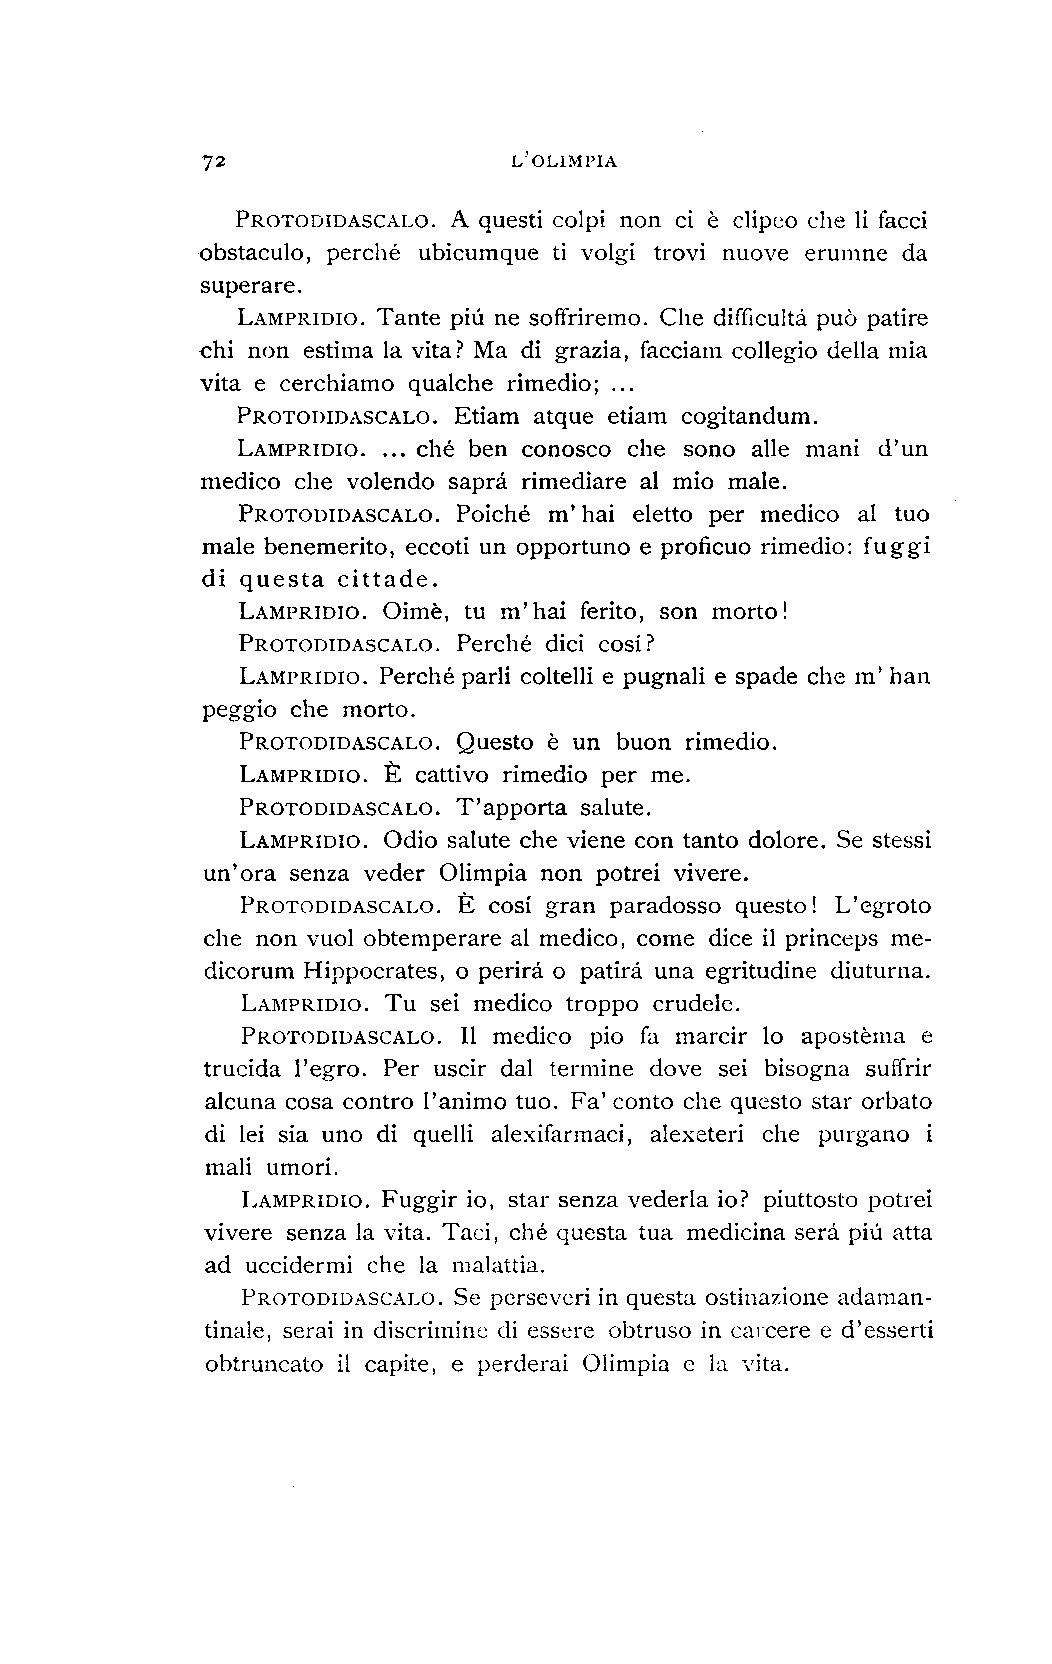 72 L'OLIMPIA
PROTODIDASCALO. A questi colpi non ci è clipeo che li facci
obstaculo, perché ubicumque ti volgi trovi nuove erumne da
superare.
LAMPRIDIO. Tante piú ne soffriremo. Che difficultá può patire
chi non estima la vita? Ma di grazia, facciam collegio della mia
vita e cerchiamo qualche rimedio; ...
PROTODIDASCALO. Etiam atque etiam cogitandum.
LAMPRIDIO. ... ché ben conosco che sono alle mani d'un
medico che volendo saprá rimediare al mio male.
PROTODIDASCALO. Poiché m'hai eletto per medico al tuo
male benemerito, eccoti un opportuno e proficuo rimedio: fuggi
di questa cittade.
LAMPRIDIO. Oimè, tu m'hai ferito, son morto!
PROTODIDASCALO. Perché dici cosí?
LAMPRIDIO. Perché parli coltelli e pugnali e spade che m'han
peggio che morto.
PROTODIDASCALO. Questo è un buon rimedio.
LAMPRIDIO. È cattivo rimedio per me.
PROTODIDASCALO. T'apporta salute.
LAMPRIDIO. Odio salute che viene con tanto dolore. Se stessi
un'ora senza veder Olimpia non potrei vivere.
PROTODIDASCALO. È cosí gran paradosso questo! L'egroto
che non vuol obtemperare al medico, come dice il princeps me-
dicorum Hippocrates, o perirá o patirá una egritudine diuturna.
LAMPRIDIO. Tu sei medico troppo crudele.
PROTODIDASCALO. Il medico pio fa marcir lo apostèma e
trucida l'egro. Per uscir dal termine dove sei bisogna suffrir
alcuna cosa contro l'animo tuo. Fa' conto che questo star orbato
di lei sia uno di quelli alexifarmaci, alexeteri che purgano i
mali umori.
LAMPRIDIO. Fuggir io, star senza vederla io? piuttosto potrei
vivere senza la vita. Taci, ché questa tua medicina será piú atta
ad uccidermi che la malattia.
PROTODIDASCALO. Se perseveri in questa ostinazione adaman-
tinale, serai in discrimine di essere obtruso in carcere e d'esserti
obtruncato il capite, e perderai Olimpia e la vita.